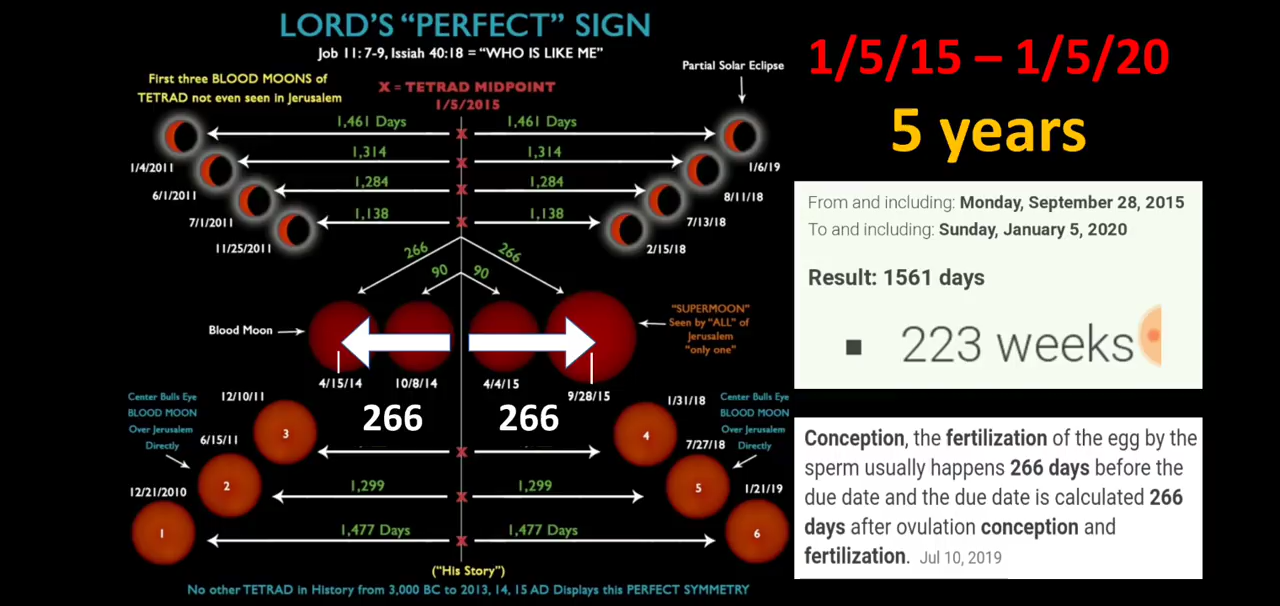 LORD'S "PERFECT" SIGN
Job 11: 7-9, Issiah 40:18 = "WHO IS LIKE ME"
First three BLOOD MOONS of
TETRAD not even seen in Jerusalem
X = TETRAD MIDPOINT
1/5/2015
Partial Solar Eclipse
1,461 Days
1,461 Days
1/4/2011
1/6/19
1,314
1,314
6/1/2011
8/11/18
1,284
1,284
7/1/2011
7/13/18
1,138
1,138
11/25/2011
2/15/18
266
266
90
90
Blood Moon
"SUPERMOON"
Seen by "ALL" of
Jerusalem
"only one"
4/15/14
10/8/14
4/4/15
9/28/15
266
266
Center Bulls Eye
BLOOD MOON
Over Jerusalem
Directly
12/10/11
3
6/15/11
2
12/21/2010
1
1/31/18
4
7/27/18
5
1/21/19
6
Center Bulls Eye
BLOOD MOON
Over Jerusalem
Directly
X
X
X
X
X
X
X
1,299
1,299
1,477 Days
1,477 Days
("His Story")
No other TETRAD in History from 3,000 BC to 2013, 14, 15 AD Displays this PERFECT SYMMETRY
1/5/15 – 1/5/20
5 years
From and including: Monday, September 28, 2015
To and including: Sunday, January 5, 2020
Result: 1561 days
▪ 223 weeks
Conception, the fertilization of the egg by the
sperm usually happens 266 days before the
due date and the due date is calculated 266
days after ovulation conception and
fertilization. Jul 10, 2019